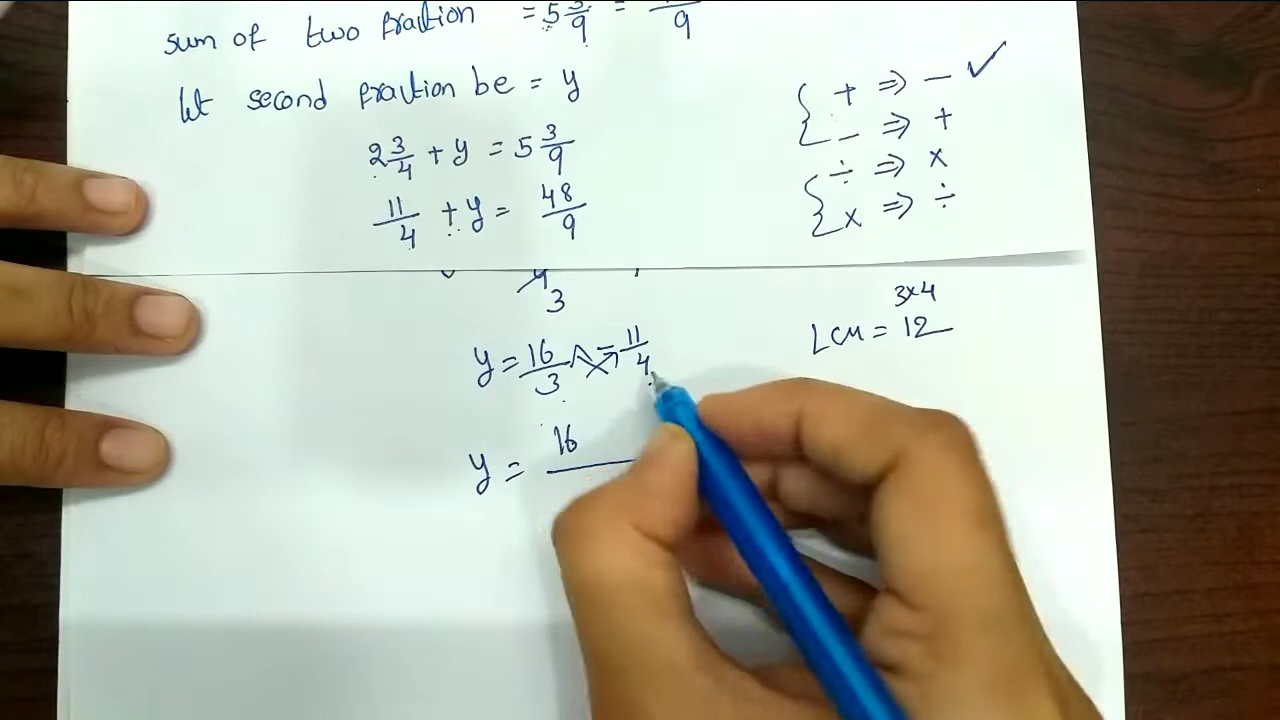 sum of two fraction = 5 3/9 = /9
let second fraction be = y
2 3/4 + y = 5 3/9
11/4 + y = 48/9
+ ⇒ − ✓
− ⇒ +
÷ ⇒ ×
× ⇒ ÷
3
3×4
LCM = 12
y = 16/3 − 11/4
y = 16